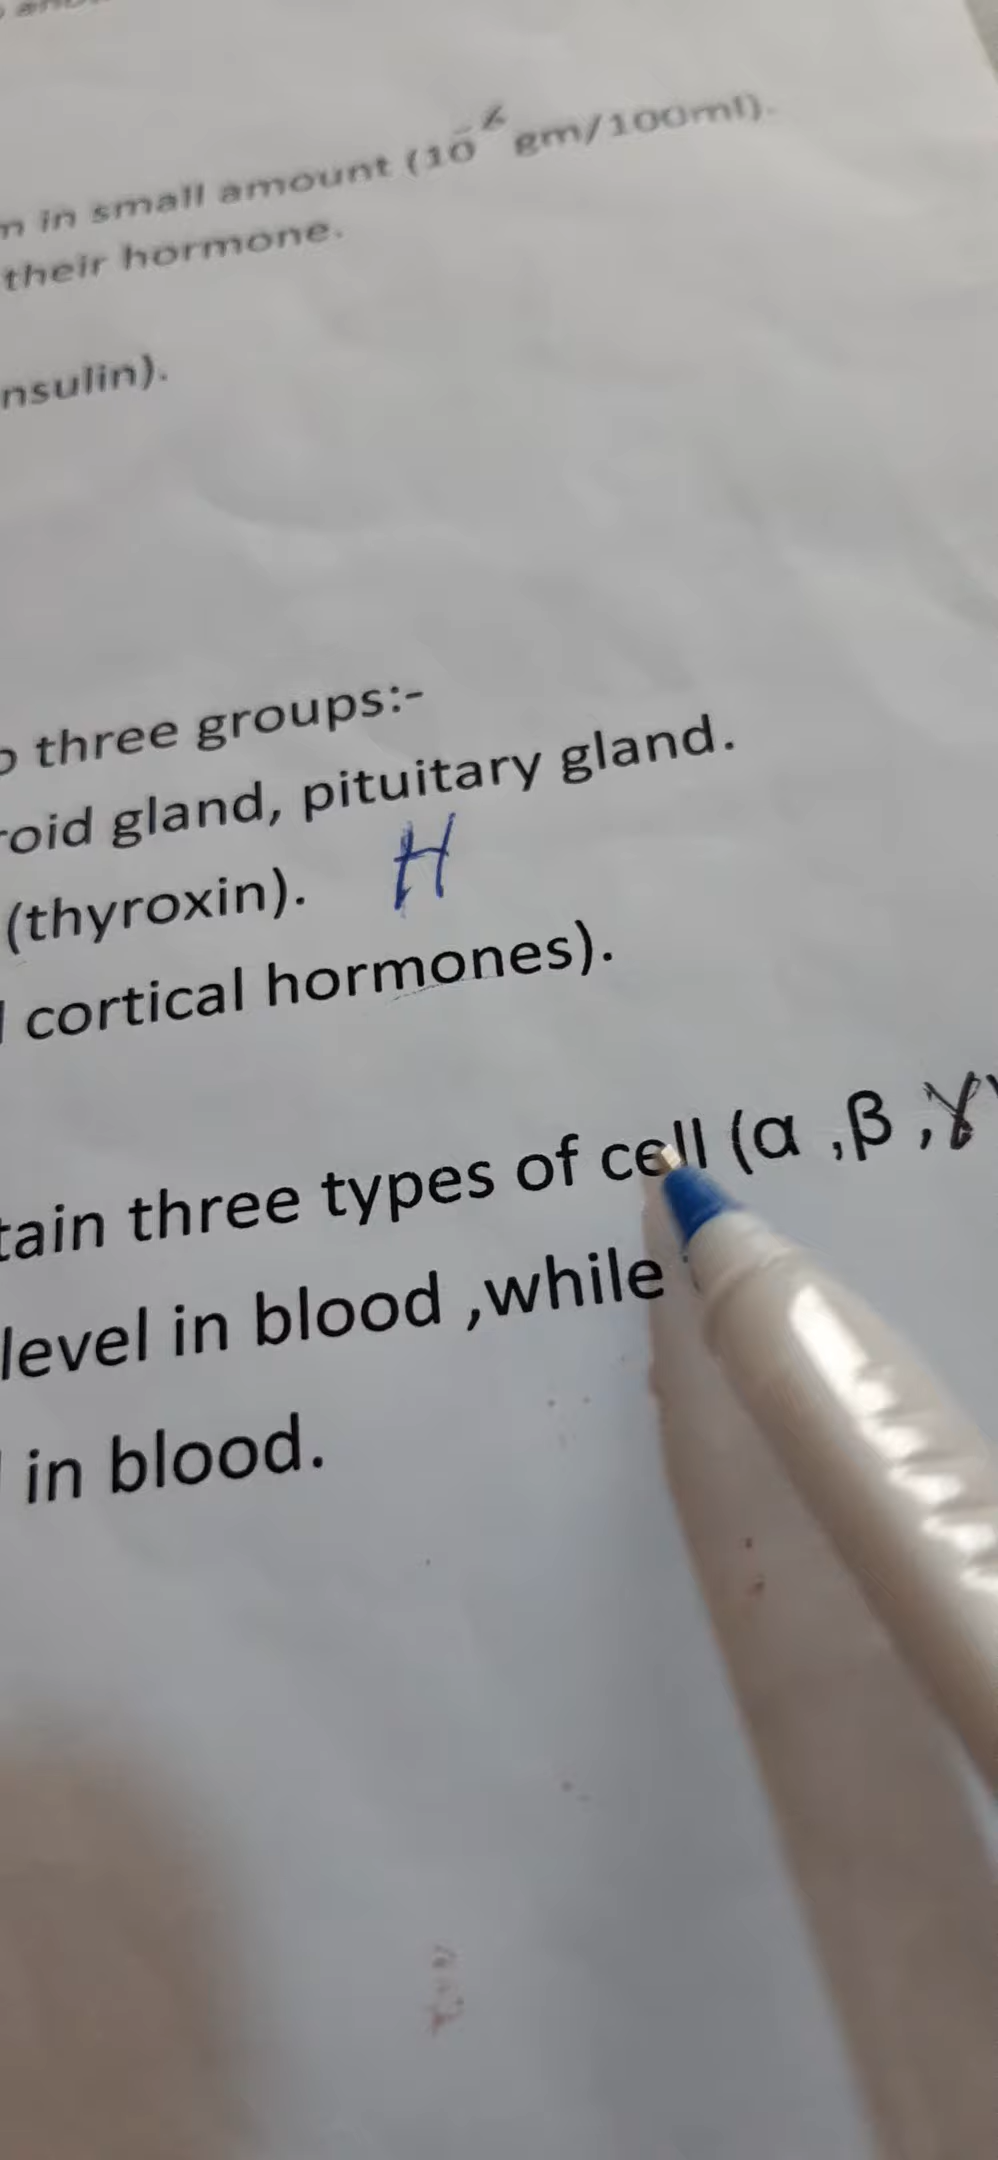 in small amount (10⁻⁶ gm/100ml).
their hormone.
nsulin).
three groups:-
roid gland, pituitary gland.
(thyroxin). H
cortical hormones).
tain three types of cell (α ,β ,γ)
level in blood ,while
in blood.